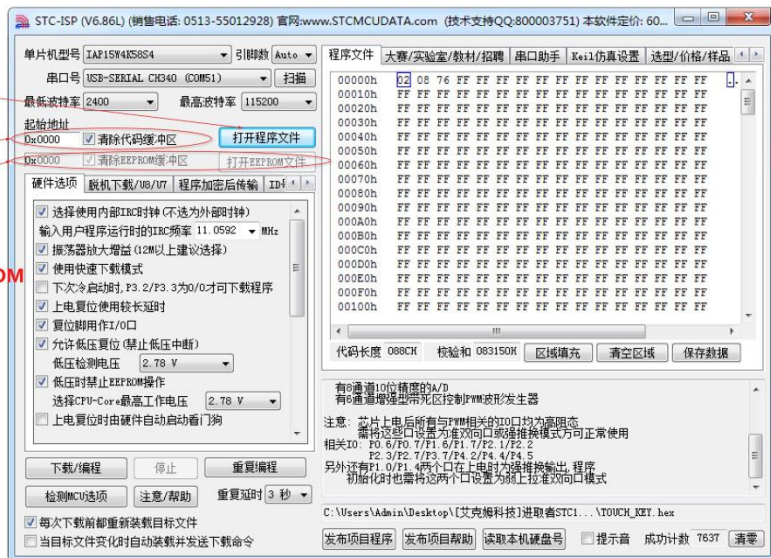 STC-ISP (V6.86L) (销售电话: 0513-55012928) 官网:www.STCMCUDATA.com (技术支持QQ:800003751) 本软件定价: 60...
单片机型号 IAP15W4K58S4 引脚数 Auto
串口号 USB-SERIAL CH340 (COM51) 扫描
最低波特率 2400 最高波特率 115200
起始地址
0x0000 清除代码缓冲区 打开程序文件
0x0000 清除EEPROM缓冲区 打开EEPROM文件
硬件选项 脱机下载/U8/U7 程序加密后传输
选择使用内部IRC时钟(不选为外部时钟)
输入用户程序运行时的IRC频率 11.0592 MHz
振荡器放大增益(12M以上建议选择)
使用快速下载模式
OM
下次冷启动时,P3.2/P3.3为0/0才可下载程序
上电复位使用较长延时
复位脚用作I/O口
允许低压复位(禁止低压中断)
低压检测电压 2.78 V
低压时禁止EEPROM操作
选择CPU-Core最高工作电压 2.78 V
上电复位时由硬件自动启动看门狗
下载/编程 停止 重复编程
检测MCU选项 注意/帮助 重复延时 3 秒
每次下载前都重新装载目标文件
当目标文件变化时自动装载并发送下载命令
程序文件 大赛/实验室/教材/招聘 串口助手 Keil仿真设置 选型/价格/样品
00000h 02 08 76 FF FF FF FF FF FF FF FF FF FF FF FF FF ..
00010h FF FF FF FF FF FF FF FF FF FF FF FF FF FF FF FF
00020h FF FF FF FF FF FF FF FF FF FF FF FF FF FF FF FF
00030h FF FF FF FF FF FF FF FF FF FF FF FF FF FF FF FF
00040h FF FF FF FF FF FF FF FF FF FF FF FF FF FF FF FF
00050h FF FF FF FF FF FF FF FF FF FF FF FF FF FF FF FF
00060h FF FF FF FF FF FF FF FF FF FF FF FF FF FF FF FF
00070h FF FF FF FF FF FF FF FF FF FF FF FF FF FF FF FF
00080h FF FF FF FF FF FF FF FF FF FF FF FF FF FF FF FF
00090h FF FF FF FF FF FF FF FF FF FF FF FF FF FF FF FF
000A0h FF FF FF FF FF FF FF FF FF FF FF FF FF FF FF FF
000B0h FF FF FF FF FF FF FF FF FF FF FF FF FF FF FF FF
000C0h FF FF FF FF FF FF FF FF FF FF FF FF FF FF FF FF
000D0h FF FF FF FF FF FF FF FF FF FF FF FF FF FF FF FF
000E0h FF FF FF FF FF FF FF FF FF FF FF FF FF FF FF FF
000F0h FF FF FF FF FF FF FF FF FF FF FF FF FF FF FF FF
00100h FF FF FF FF FF FF FF FF FF FF FF FF FF FF FF FF
代码长度 088CH 校验和 083150H 区域填充 清空区域 保存数据
有8通道10位精度的A/D
有6通道增强型带死区控制PWM波形发生器
注意: 芯片上电后所有与PWM相关的IO口均为高阻态
需将这些口设置为准双向口或强推换模式方可正常使用
相关IO: P0.6/P0.7/P1.6/P1.7/P2.1/P2.2
P2.3/P2.7/P3.7/P4.2/P4.4/P4.5
另外还有P1.0/P1.4两个口在上电时为强推换输出,程序
初始化时也需将这两个口设置为弱上拉准双向口模式
C:\Users\Admin\Desktop\[艾克姆科技]进取者STC1...\TOUCH_KEY.hex
发布项目程序 发布项目帮助 读取本机硬盘号 提示音 成功计数 7637 清零